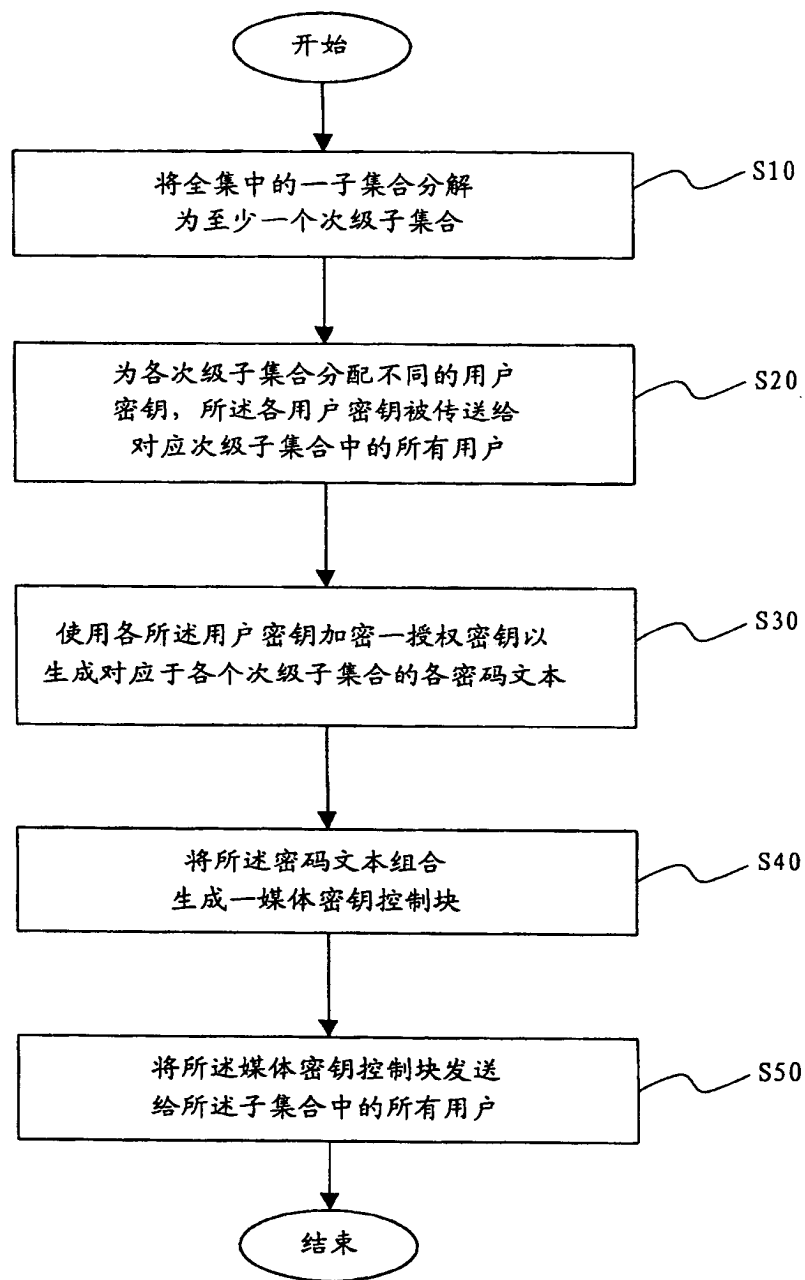 开始
将全集中的一子集合分解
为至少一个次级子集合
S10
为各次级子集合分配不同的用户
密钥，所述各用户密钥被传送给
对应次级子集合中的所有用户
S20
使用各所述用户密钥加密一授权密钥以
生成对应于各个次级子集合的各密码文本
S30
将所述密码文本组合
生成一媒体密钥控制块
S40
将所述媒体密钥控制块发送
给所述子集合中的所有用户
S50
结束